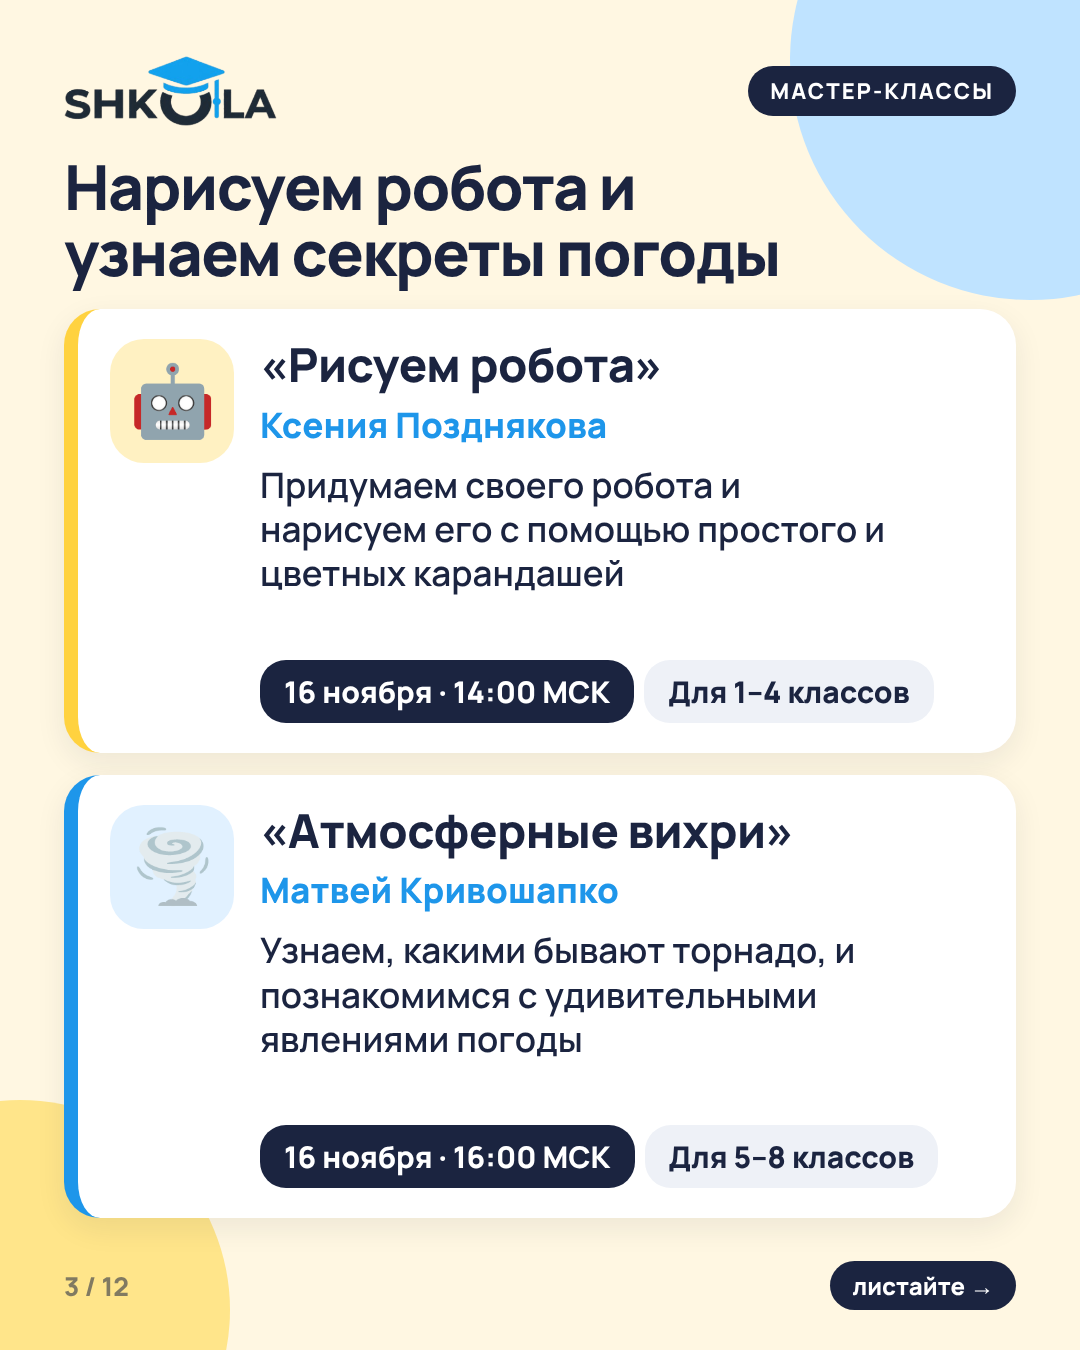 SHKOLA
МАСТЕР-КЛАССЫ
Нарисуем робота и
узнаем секреты погоды
«Рисуем робота»
Ксения Позднякова
Придумаем своего робота и
нарисуем его с помощью простого и
цветных карандашей
16 ноября · 14:00 МСК
Для 1–4 классов
«Атмосферные вихри»
Матвей Кривошапко
Узнаем, какими бывают торнадо, и
познакомимся с удивительными
явлениями погоды
16 ноября · 16:00 МСК
Для 5–8 классов
3 / 12
листайте →